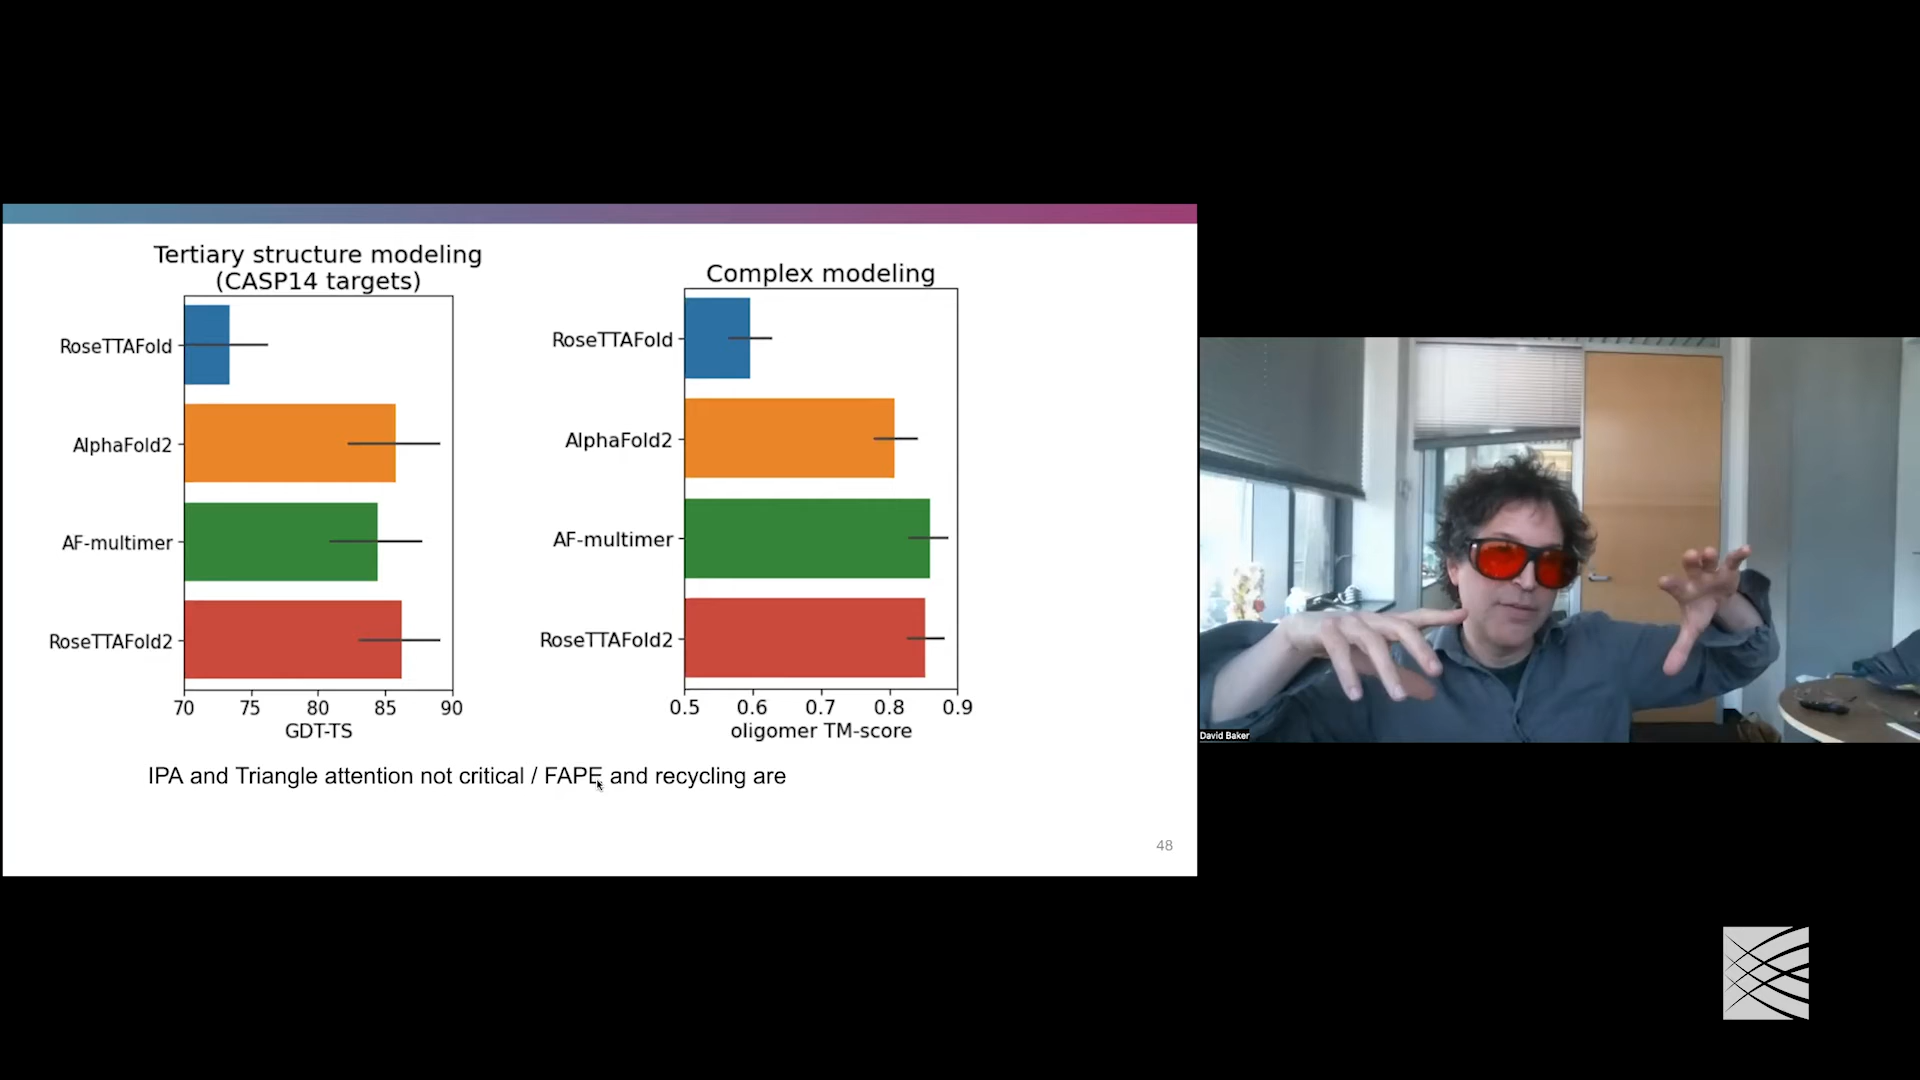 Tertiary structure modeling
(CASP14 targets)
RoseTTAFold
AlphaFold2
AF-multimer
RoseTTAFold2
70 75 80 85 90
GDT-TS
Complex modeling
RoseTTAFold
AlphaFold2
AF-multimer
RoseTTAFold2
0.5 0.6 0.7 0.8 0.9
oligomer TM-score
IPA and Triangle attention not critical / FAPE and recycling are
48
David Baker